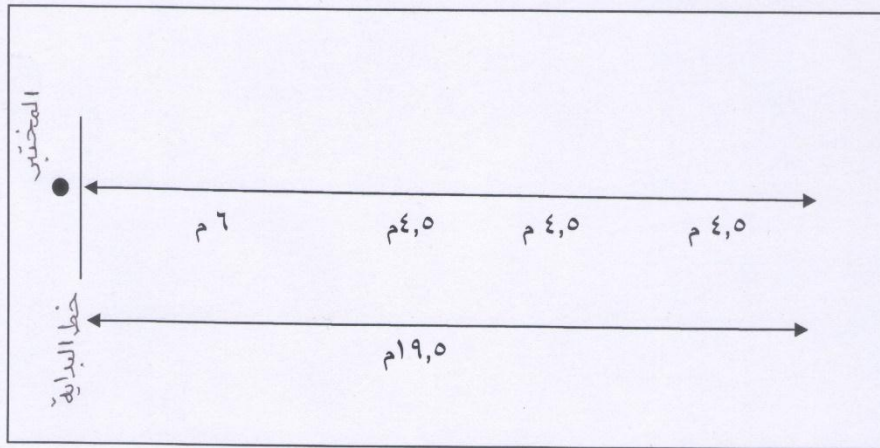 المختبر
٦ م
٤,٥م
٤,٥ م
٤,٥ م
خط البداية
١٩,٥م